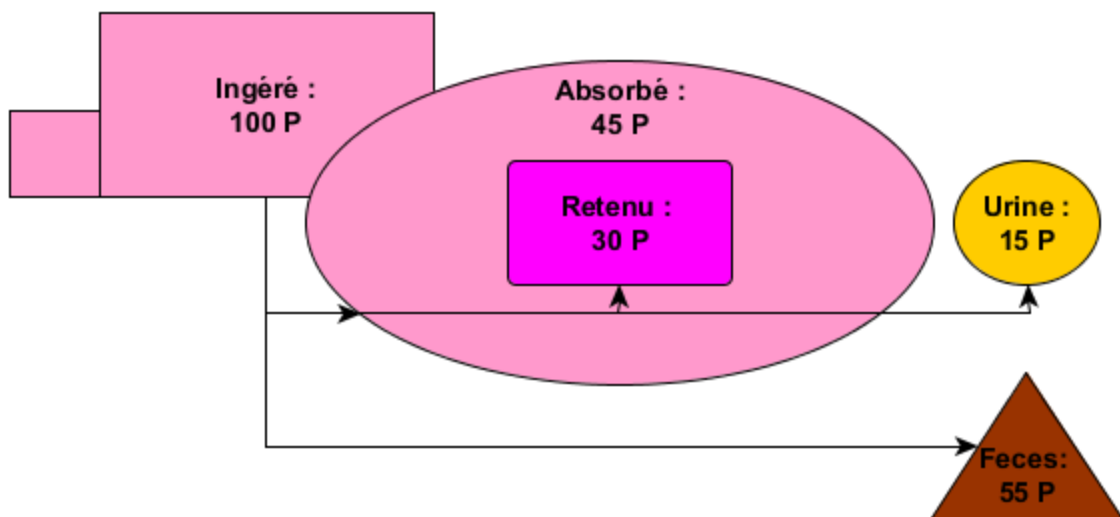 Ingéré :
100 P
Absorbé :
45 P
Retenu :
30 P
Urine :
15 P
Feces:
55 P